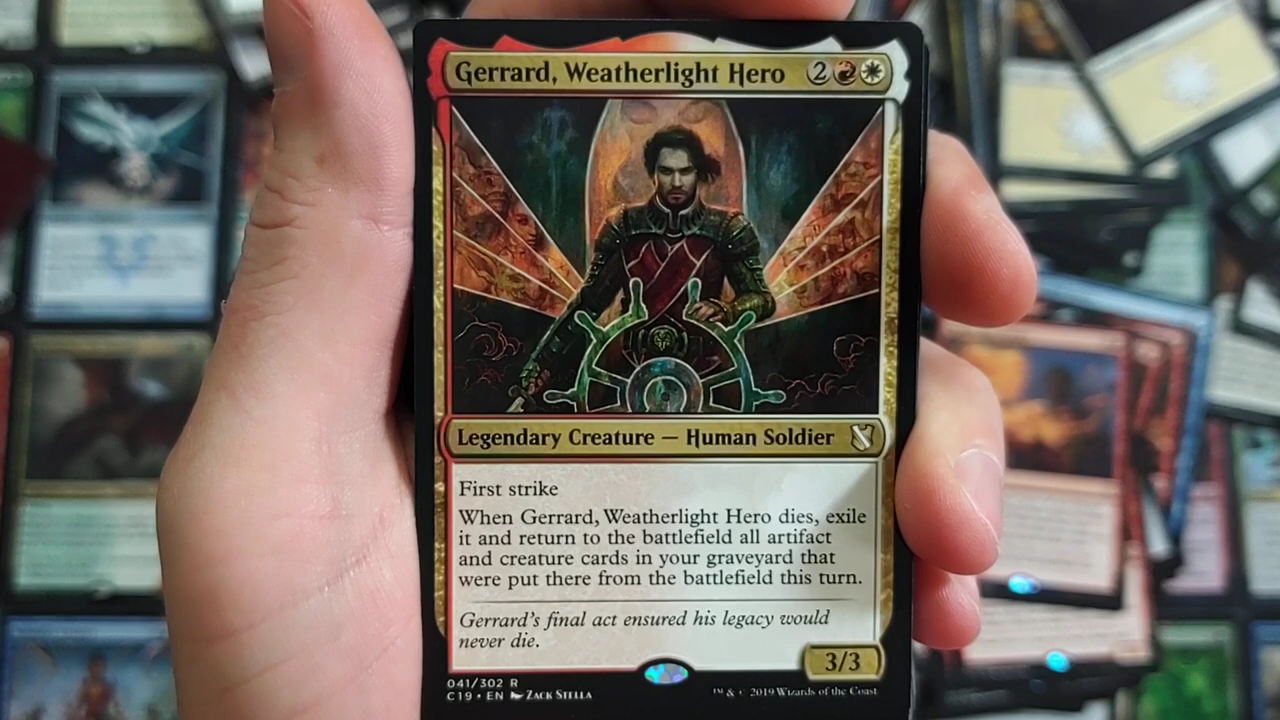 Gerrard, Weatherlight Hero 2
Legendary Creature — Human Soldier
First strike
When Gerrard, Weatherlight Hero dies, exile
it and return to the battlefield all artifact
and creature cards in your graveyard that
were put there from the battlefield this turn.
Gerrard's final act ensured his legacy would
never die.
3/3
041/302 R
C19 • EN Zack Stella
™ & © 2019 Wizards of the Coast